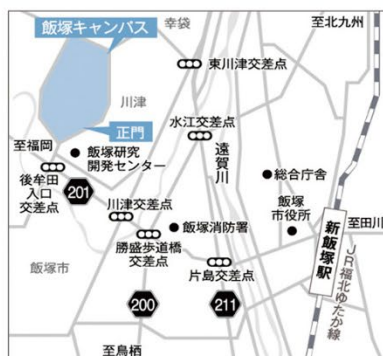 飯塚キャンパス
幸袋
至北九州
東川津交差点
川津
水江交差点
正門
至福岡
飯塚研究
開発センター
遠賀川
総合庁舎
後牟田
入口
交差点
201
川津交差点
飯塚消防署
飯塚
市役所
至田川
勝盛歩道橋
交差点
新飯塚駅
飯塚市
片島交差点
JR福北ゆたか線
200
211
至鳥栖